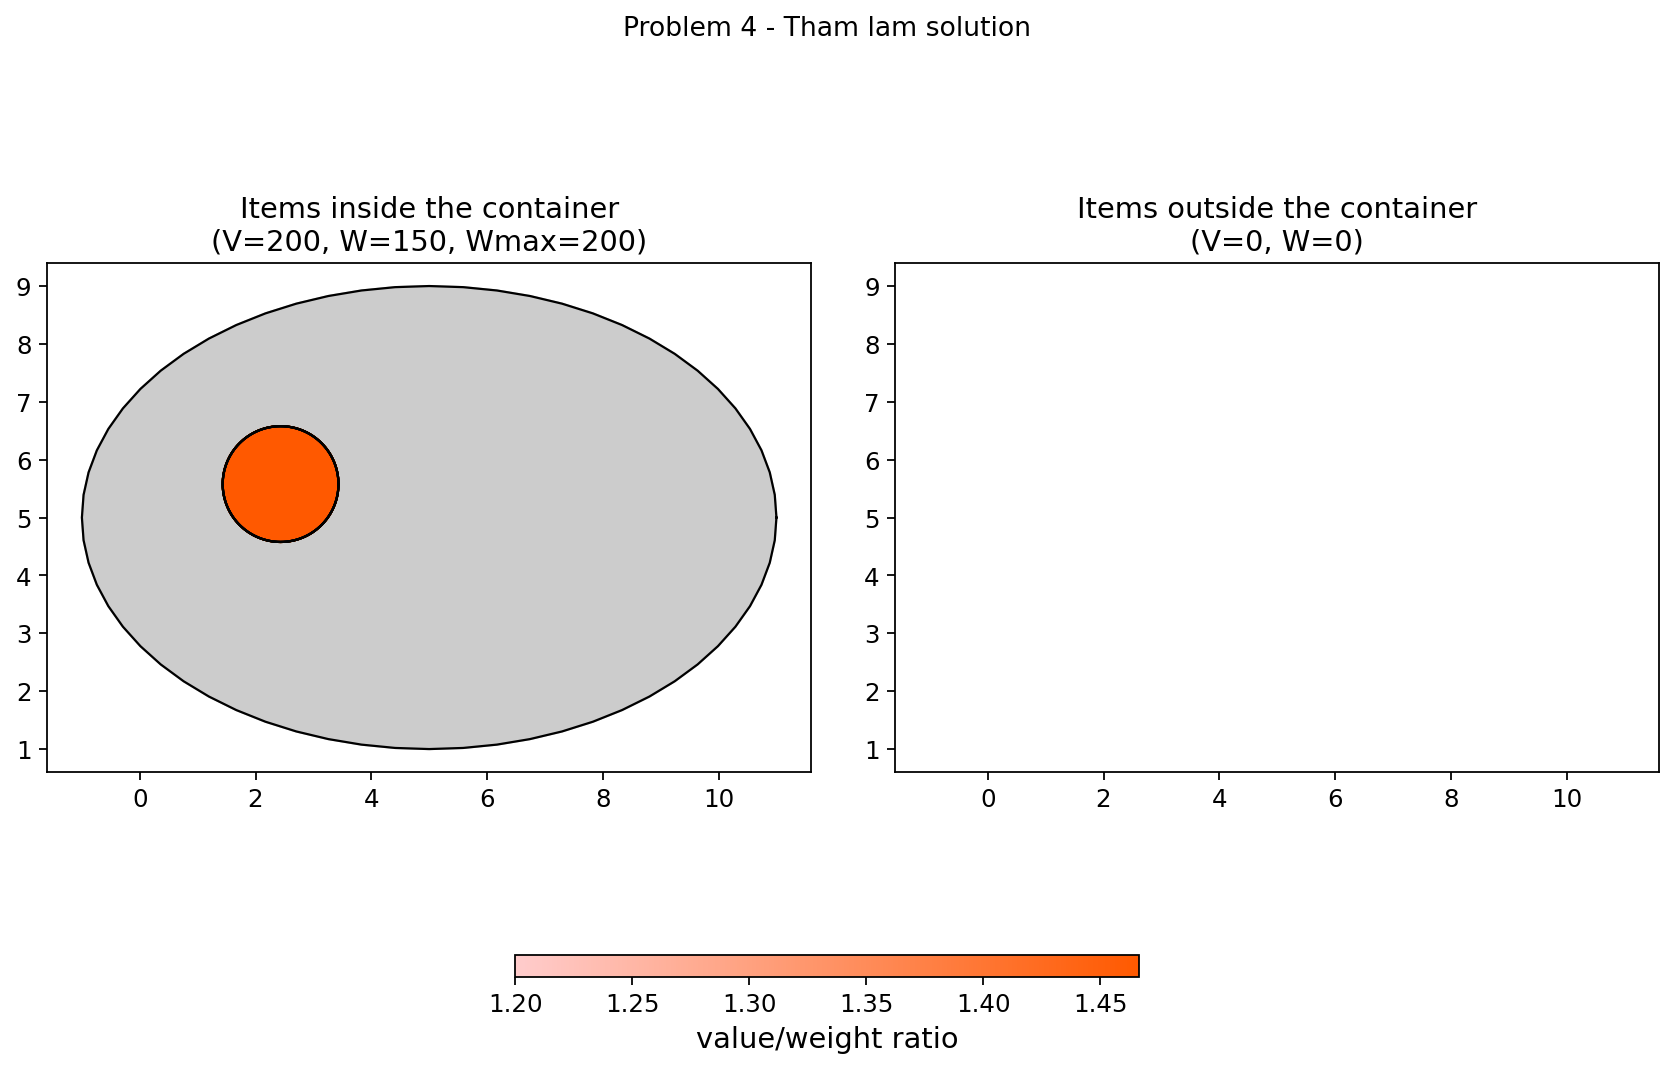 Problem 4 - Tham lam solution
Items inside the container
(V=200, W=150, Wmax=200)
9
8
7
6
5
4
3
2
1
0 2 4 6 8 10
Items outside the container
(V=0, W=0)
9
8
7
6
5
4
3
2
1
0 2 4 6 8 10
1.20 1.25 1.30 1.35 1.40 1.45
value/weight ratio